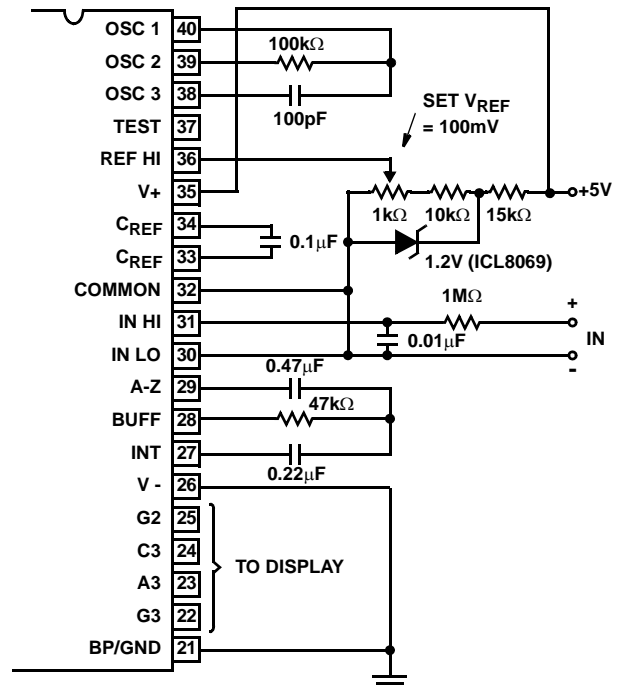 OSC 1 40
100kΩ
OSC 2 39
OSC 3 38
100pF
SET VREF
= 100mV
TEST 37
REF HI 36
V+ 35
+5V
1kΩ 10kΩ 15kΩ
CREF 34
0.1µF
CREF 33
1.2V (ICL8069)
COMMON 32
1MΩ
+
IN HI 31
0.01µF
IN
IN LO 30
-
0.47µF
A-Z 29
47kΩ
BUFF 28
INT 27
0.22µF
V - 26
G2 25
C3 24
TO DISPLAY
A3 23
G3 22
BP/GND 21